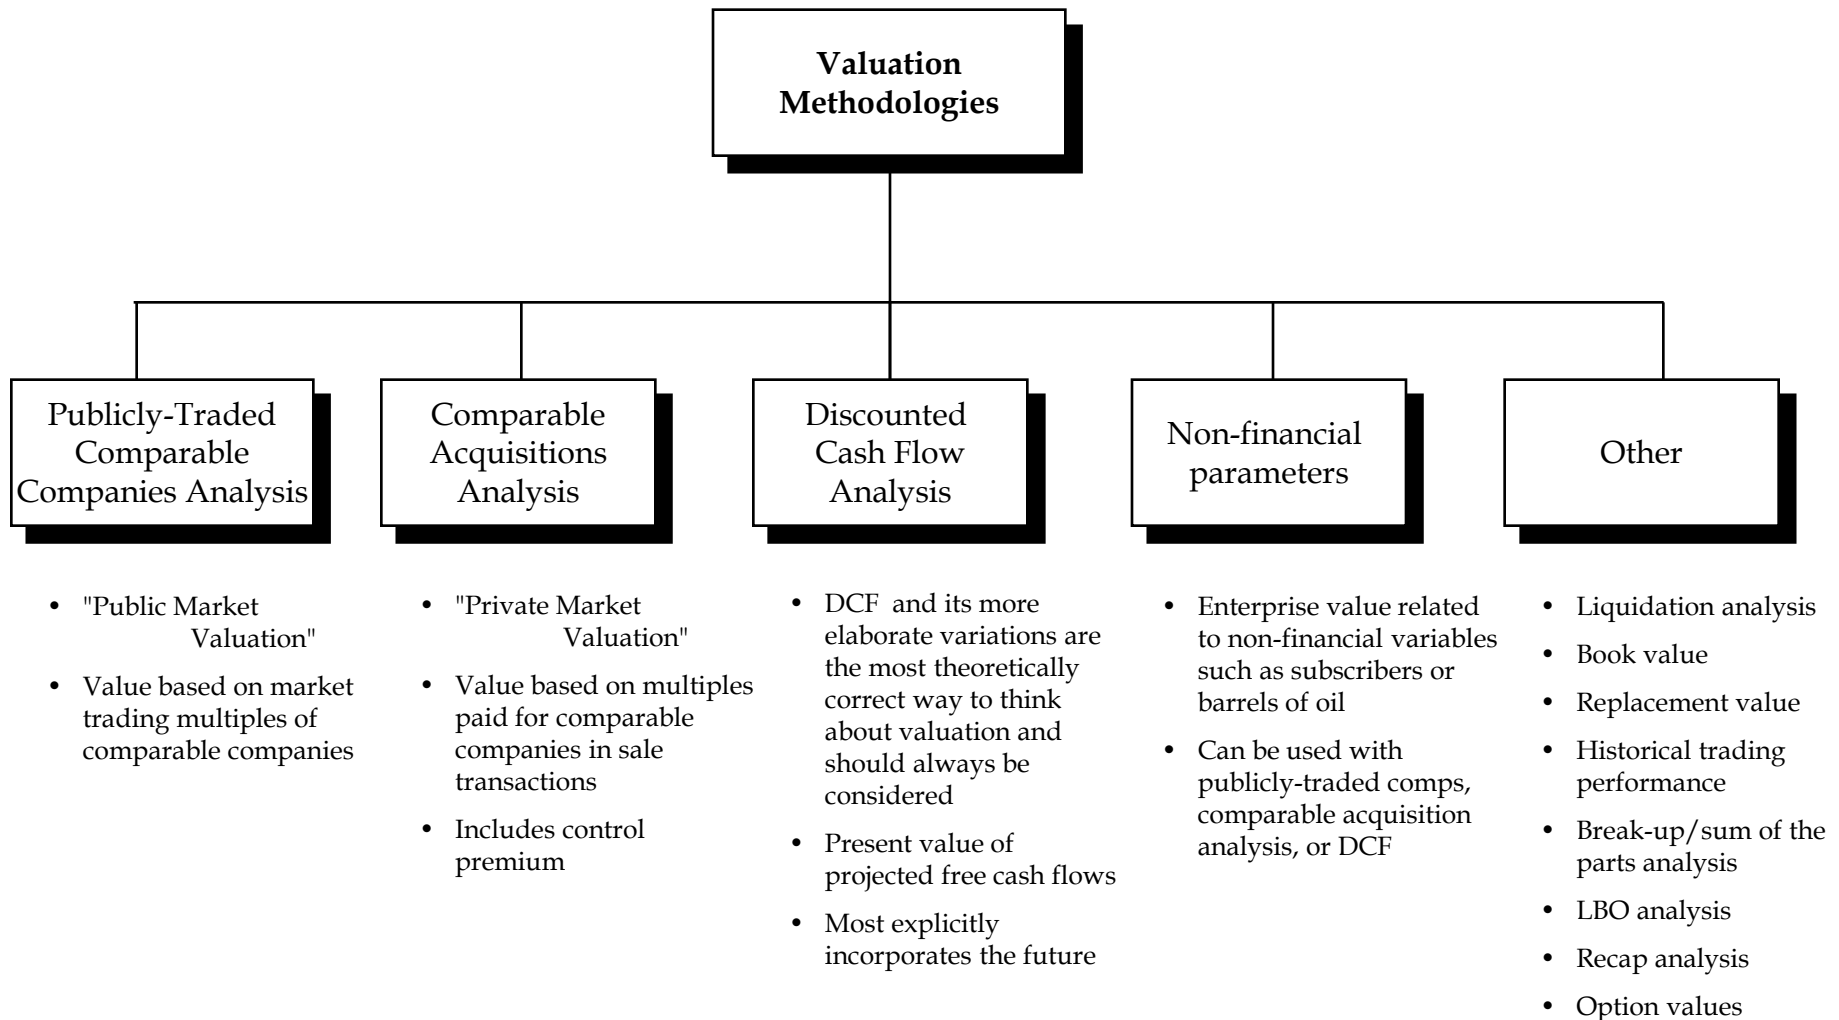 Valuation
Methodologies
Publicly-Traded
Comparable
Companies Analysis
Comparable
Acquisitions
Analysis
Discounted
Cash Flow
Analysis
Non-financial
parameters
Other
• "Public Market
Valuation"
• Value based on market
trading multiples of
comparable companies
• "Private Market
Valuation"
• Value based on multiples
paid for comparable
companies in sale
transactions
• Includes control
premium
• DCF and its more
elaborate variations are
the most theoretically
correct way to think
about valuation and
should always be
considered
• Present value of
projected free cash flows
• Most explicitly
incorporates the future
• Enterprise value related
to non-financial variables
such as subscribers or
barrels of oil
• Can be used with
publicly-traded comps,
comparable acquisition
analysis, or DCF
• Liquidation analysis
• Book value
• Replacement value
• Historical trading
performance
• Break-up/sum of the
parts analysis
• LBO analysis
• Recap analysis
• Option values